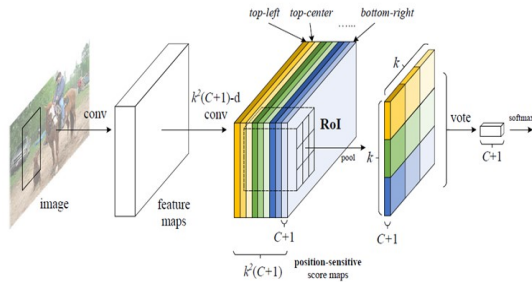 top-left
top-center
......
bottom-right
k²(C+1)-d
conv
conv
image
feature
maps
RoI
pool
C+1
k²(C+1)
position-sensitive
score maps
k
k
C+1
vote
C+1
softmax